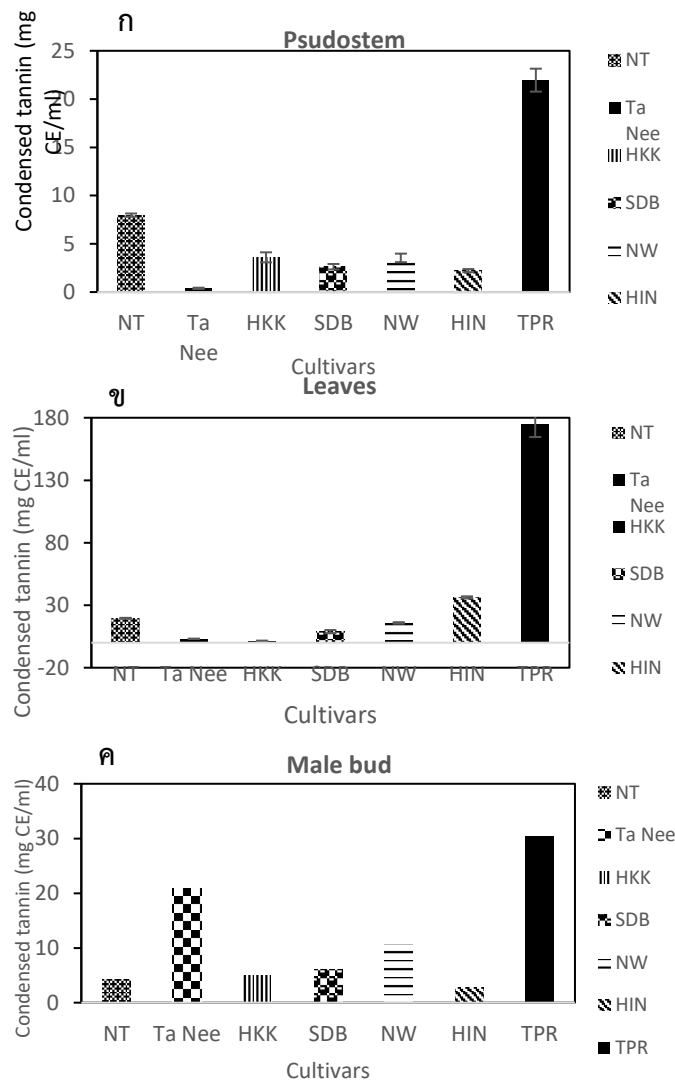 ก
Psudostem
Condensed tannin (mg
CE/ml)
25
20
15
10
5
0
NT
Ta
Nee
HKK
SDB
NW
HIN
TPR
Cultivars
NT
Ta
Nee
HKK
SDB
NW
HIN
ข
Leaves
Condensed tannin (mg CE/ml)
180
130
80
30
-20
NT
Ta Nee
HKK
SDB
NW
HIN
TPR
Cultivars
NT
Ta
Nee
HKK
SDB
NW
HIN
ค
Male bud
Condensed tannin (mg CE/ml)
40
30
20
10
0
NT
Ta Nee
HKK
SDB
NW
HIN
TPR
Cultivars
NT
Ta Nee
HKK
SDB
NW
HIN
TPR